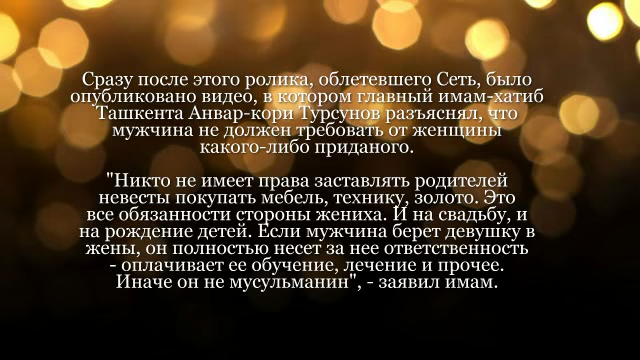 Сразу после этого ролика, облетевшего Сеть, было
опубликовано видео, в котором главный имам-хатиб
Ташкента Анвар-кори Турсунов разъяснял, что
мужчина не должен требовать от женщины
какого-либо приданого.
"Никто не имеет права заставлять родителей
невесты покупать мебель, технику, золото. Это
все обязанности стороны жениха. И на свадьбу, и
на рождение детей. Если мужчина берет девушку в
жены, он полностью несет за нее ответственность
- оплачивает ее обучение, лечение и прочее.
Иначе он не мусульманин", - заявил имам.